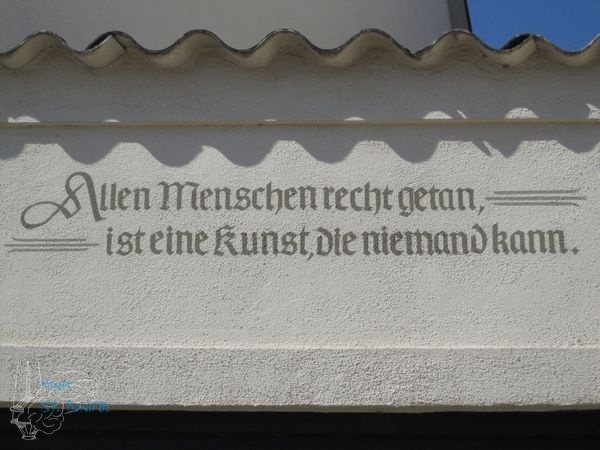 Allen Menschen recht getan,
ist eine Kunst, die niemand kann.